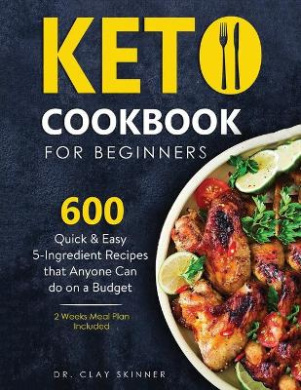 KETO
COOKBOOK
FOR BEGINNERS
600
Quick & Easy
5-Ingredient Recipes
that Anyone Can
do on a Budget
2 Weeks Meal Plan
Included
DR. CLAY SKINNER